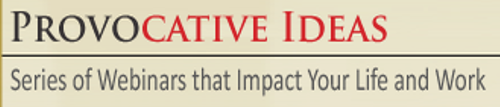 Provocative Ideas
Series of Webinars that Impact Your Life and Work